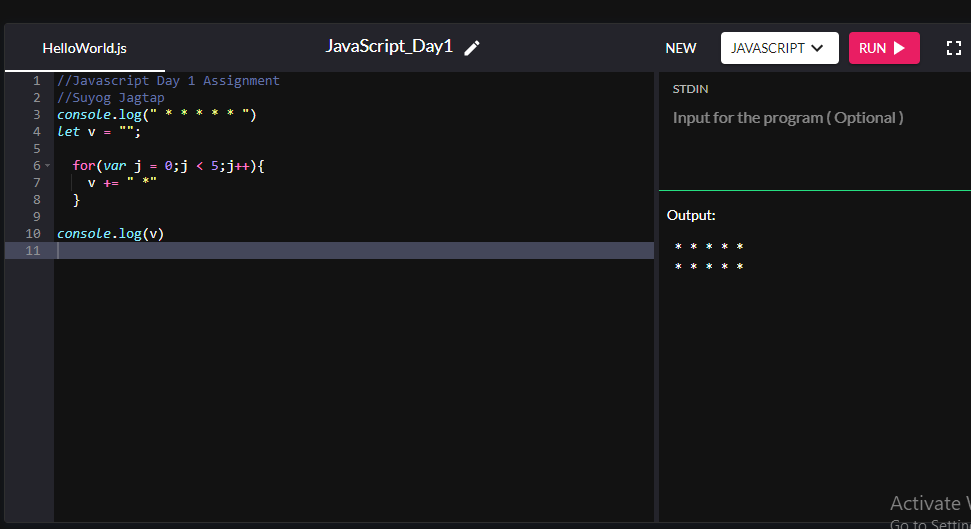 HelloWorld.js
JavaScript_Day1
NEW
JAVASCRIPT
RUN
1 //Javascript Day 1 Assignment
2 //Suyog Jagtap
3 console.log(" * * * * * ")
4 let v = "";
5
6 for(var j = 0;j < 5;j++){
7 v += " *"
8 }
9
10 console.log(v)
11
STDIN
Input for the program ( Optional )
Output:
* * * * *
* * * * *
Activate
Go to